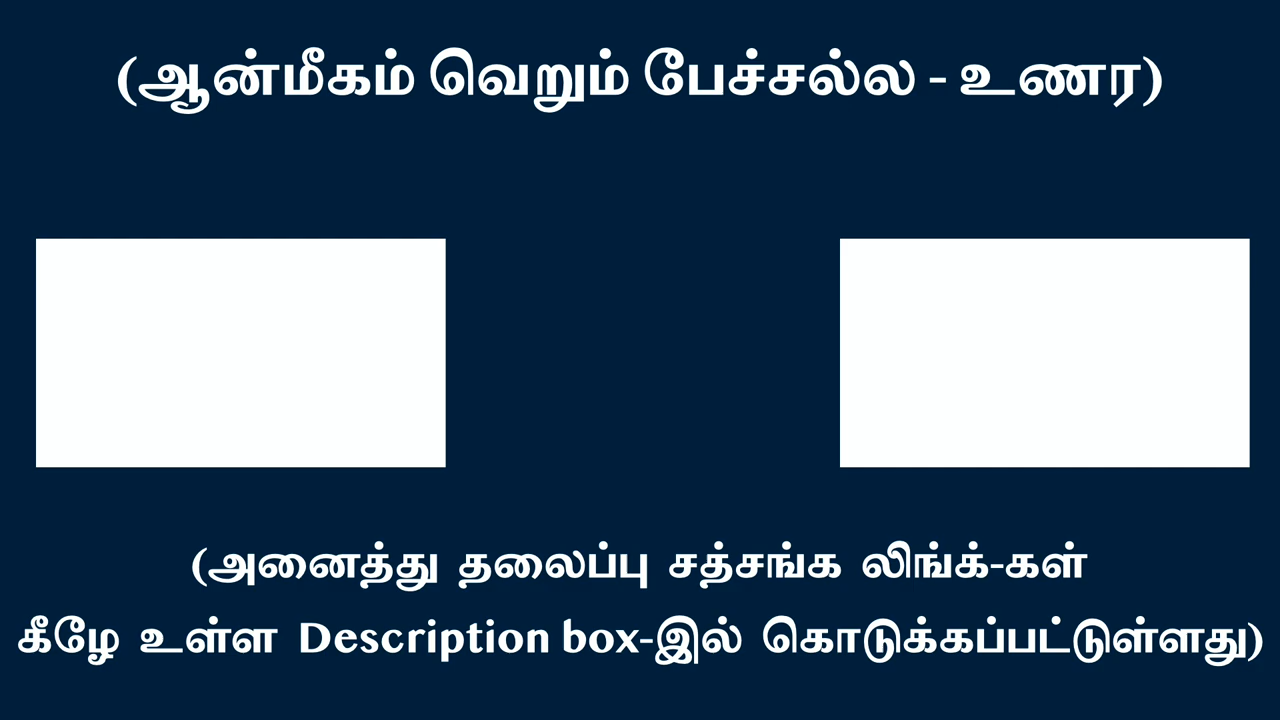 (ஆன்மீகம் வெறும் பேச்சல்ல - உணர)
(அனைத்து தலைப்பு சத்சங்க லிங்க்-கள்
கீழே உள்ள Description box-இல் கொடுக்கப்பட்டுள்ளது)